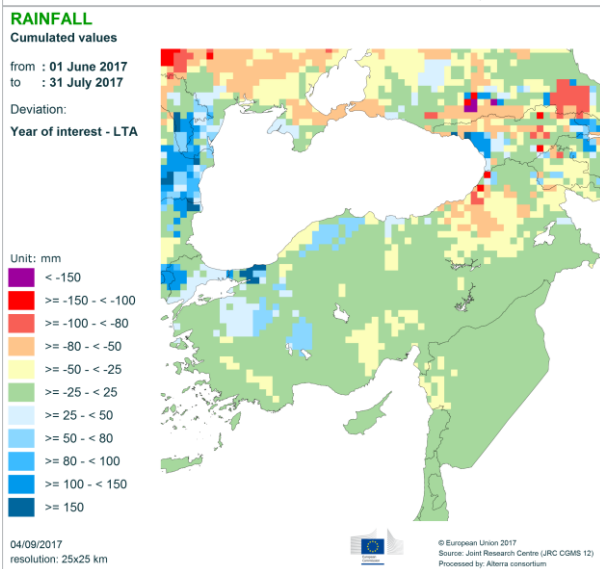 RAINFALL
Cumulated values
from : 01 June 2017
to : 31 July 2017
Deviation:
Year of interest - LTA
Unit: mm
< -150
>= -150 - < -100
>= -100 - < -80
>= -80 - < -50
>= -50 - < -25
>= -25 - < 25
>= 25 - < 50
>= 50 - < 80
>= 80 - < 100
>= 100 - < 150
>= 150
04/09/2017
resolution: 25x25 km
European
Commission
© European Union 2017
Source: Joint Research Centre (JRC CGMS 12)
Processed by: Alterra consortium